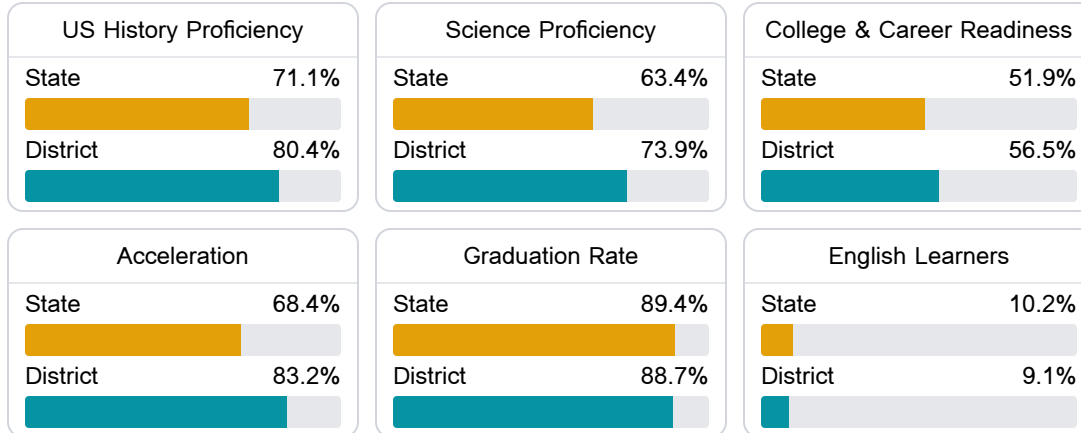 US History Proficiency
State 71.1%
District 80.4%
Science Proficiency
State 63.4%
District 73.9%
College & Career Readiness
State 51.9%
District 56.5%
Acceleration
State 68.4%
District 83.2%
Graduation Rate
State 89.4%
District 88.7%
English Learners
State 10.2%
District 9.1%